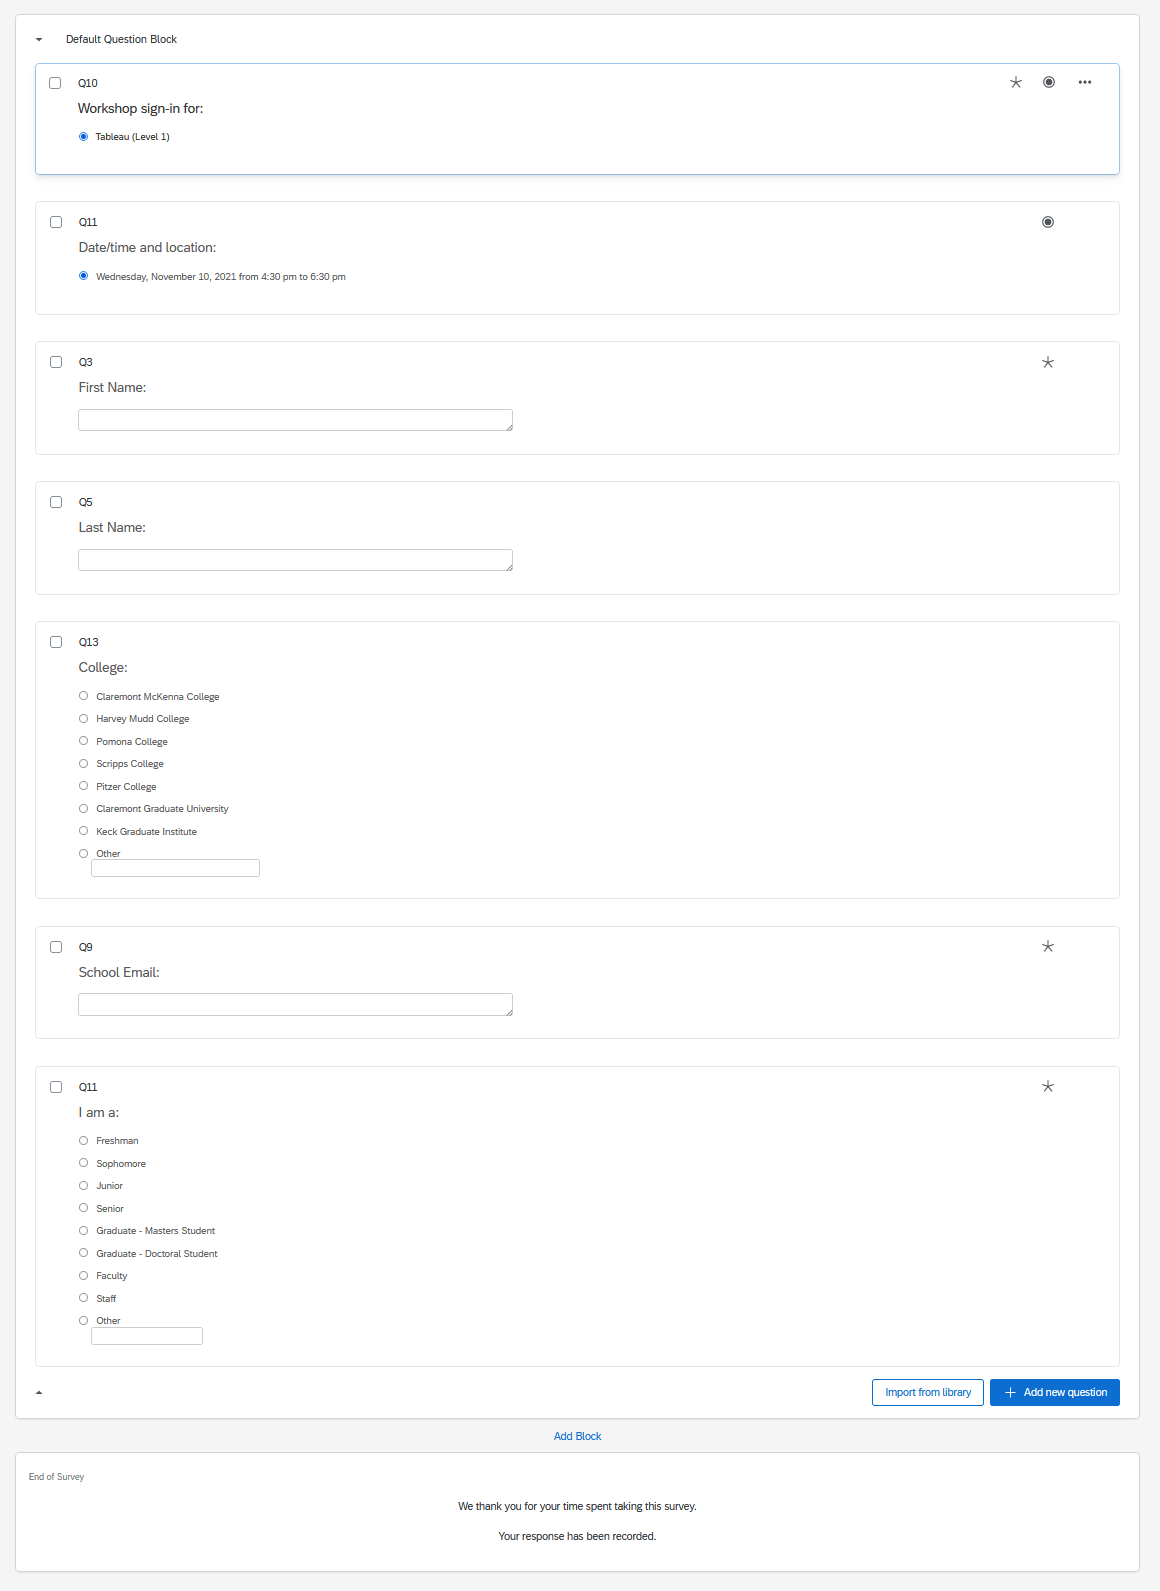 Default Question Block
Q10
Workshop sign-in for:
Tableau (Level 1)
Q11
Date/time and location:
Wednesday, November 10, 2021 from 4:30 pm to 6:30 pm
Q3
First Name:
Q5
Last Name:
Q13
College:
Claremont McKenna College
Harvey Mudd College
Pomona College
Scripps College
Pitzer College
Claremont Graduate University
Keck Graduate Institute
Other
Q9
School Email:
Q11
I am a:
Freshman
Sophomore
Junior
Senior
Graduate - Masters Student
Graduate - Doctoral Student
Faculty
Staff
Other
Import from library
Add new question
Add Block
End of Survey
We thank you for your time spent taking this survey.
Your response has been recorded.